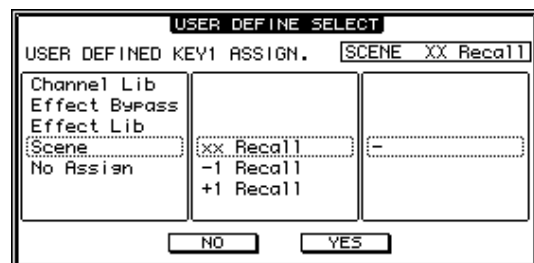 USER DEFINE SELECT
USER DEFINED KEY1 ASSIGN. SCENE XX Recall
Channel Lib
Effect Bypass
Effect Lib
Scene
No Assign
xx Recall
-1 Recall
+1 Recall
-
NO YES